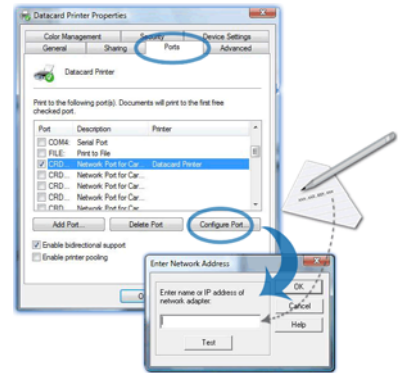 Datacard Printer Properties
Color Management Security Device Settings
General Sharing Ports Advanced
Datacard Printer
Print to the following port(s). Documents will print to the first free
checked port.
Port Description Printer
COM4: Serial Port
FILE: Print to File
CRD... Network Port for Car... Datacard Printer
CRD... Network Port for Car...
CRD... Network Port for Car...
CRD... Network Port for Car...
Add Port... Delete Port Configure Port...
Enable bidirectional support
Enable printer pooling
Enter Network Address
Enter name or IP address of
network adapter.
OK
Cancel
Help
Test